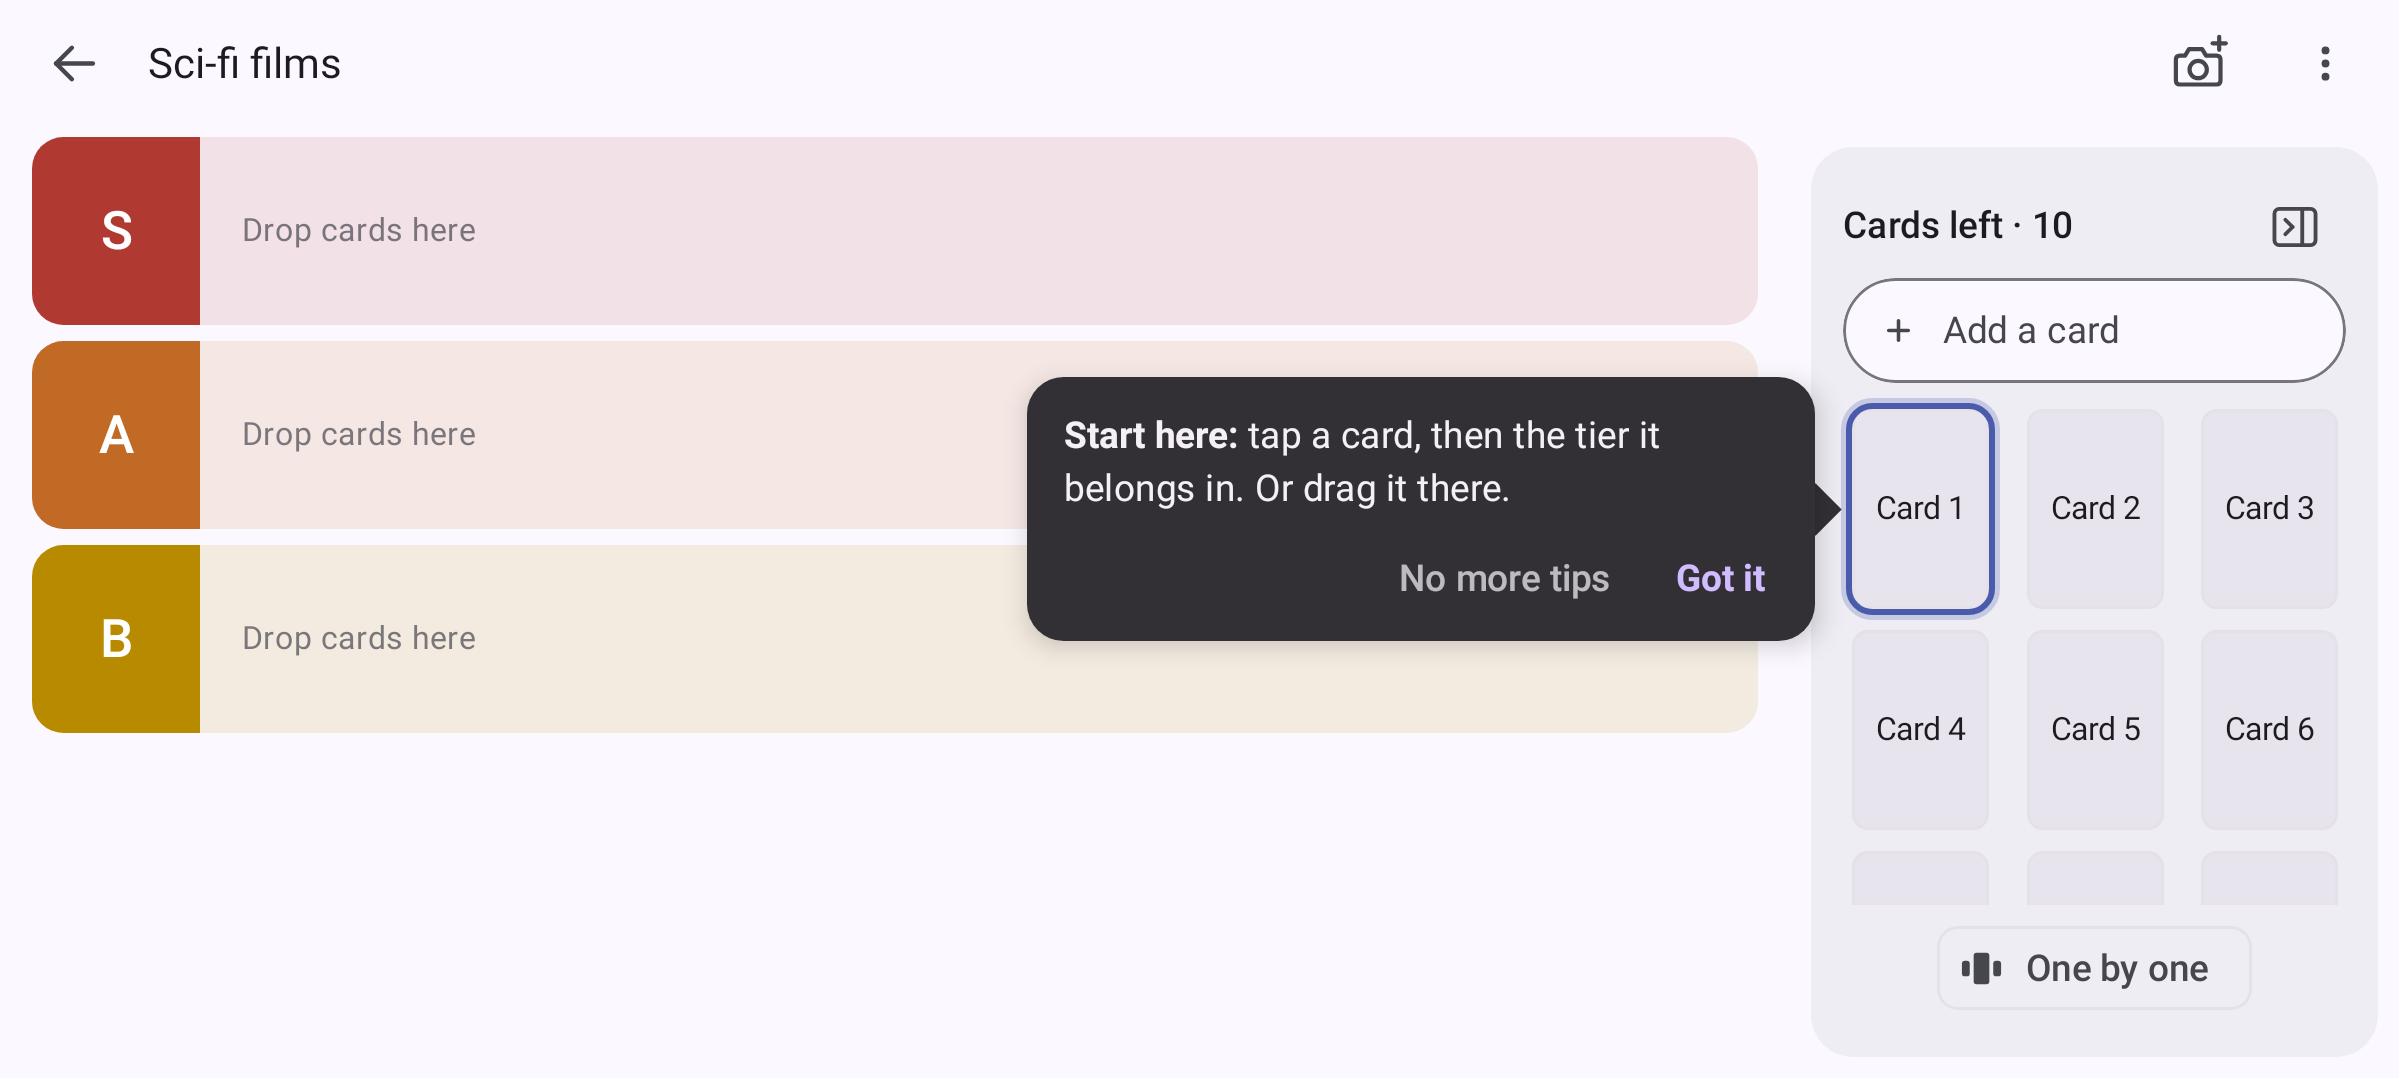 Sci-fi films
S
Drop cards here
A
Drop cards here
B
Drop cards here
Start here: tap a card, then the tier it
belongs in. Or drag it there.
No more tips
Got it
Cards left · 10
+ Add a card
Card 1
Card 2
Card 3
Card 4
Card 5
Card 6
One by one